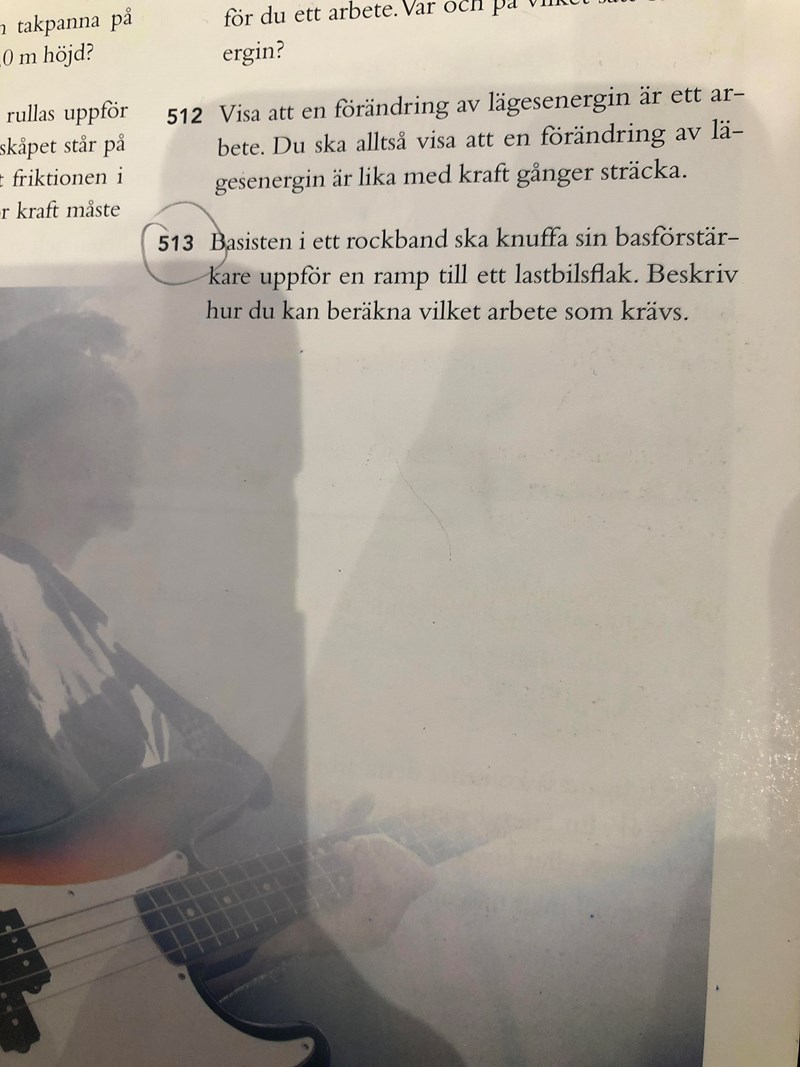 takpanna på
0 m höjd?
rullas uppför
skåpet står på
friktionen i
r kraft måste
för du ett arbete. Var och på vilket
ergin?
512 Visa att en förändring av lägesenergin är ett ar-
bete. Du ska alltså visa att en förändring av lä-
gesenergin är lika med kraft gånger sträcka.
513 Basisten i ett rockband ska knuffa sin basförstär-
kare uppför en ramp till ett lastbilsflak. Beskriv
hur du kan beräkna vilket arbete som krävs.